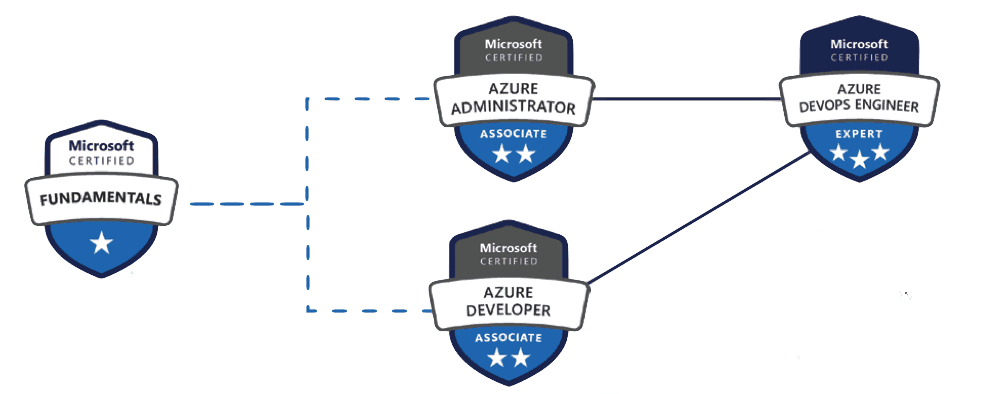 Microsoft
CERTIFIED
FUNDAMENTALS
Microsoft
CERTIFIED
AZURE
ADMINISTRATOR
ASSOCIATE
Microsoft
CERTIFIED
AZURE
DEVELOPER
ASSOCIATE
Microsoft
CERTIFIED
AZURE
DEVOPS ENGINEER
EXPERT